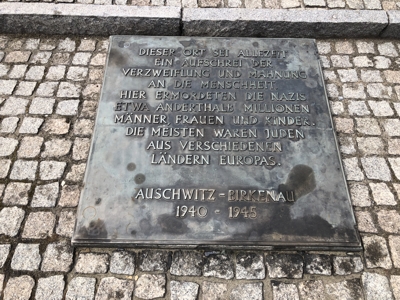 DIESER ORT SEI ALLEZEIT
EIN AUFSCHREI DER
VERZWEIFLUNG UND MAHNUNG
AN DIE MENSCHHEIT.
HIER ERMORDETEN DIE NAZIS
ETWA ANDERTHALB MILLIONEN
MÄNNER, FRAUEN UND KINDER.
DIE MEISTEN WAREN JUDEN
AUS VERSCHIEDENEN
LÄNDERN EUROPAS.
AUSCHWITZ-BIRKENAU
1940 - 1945